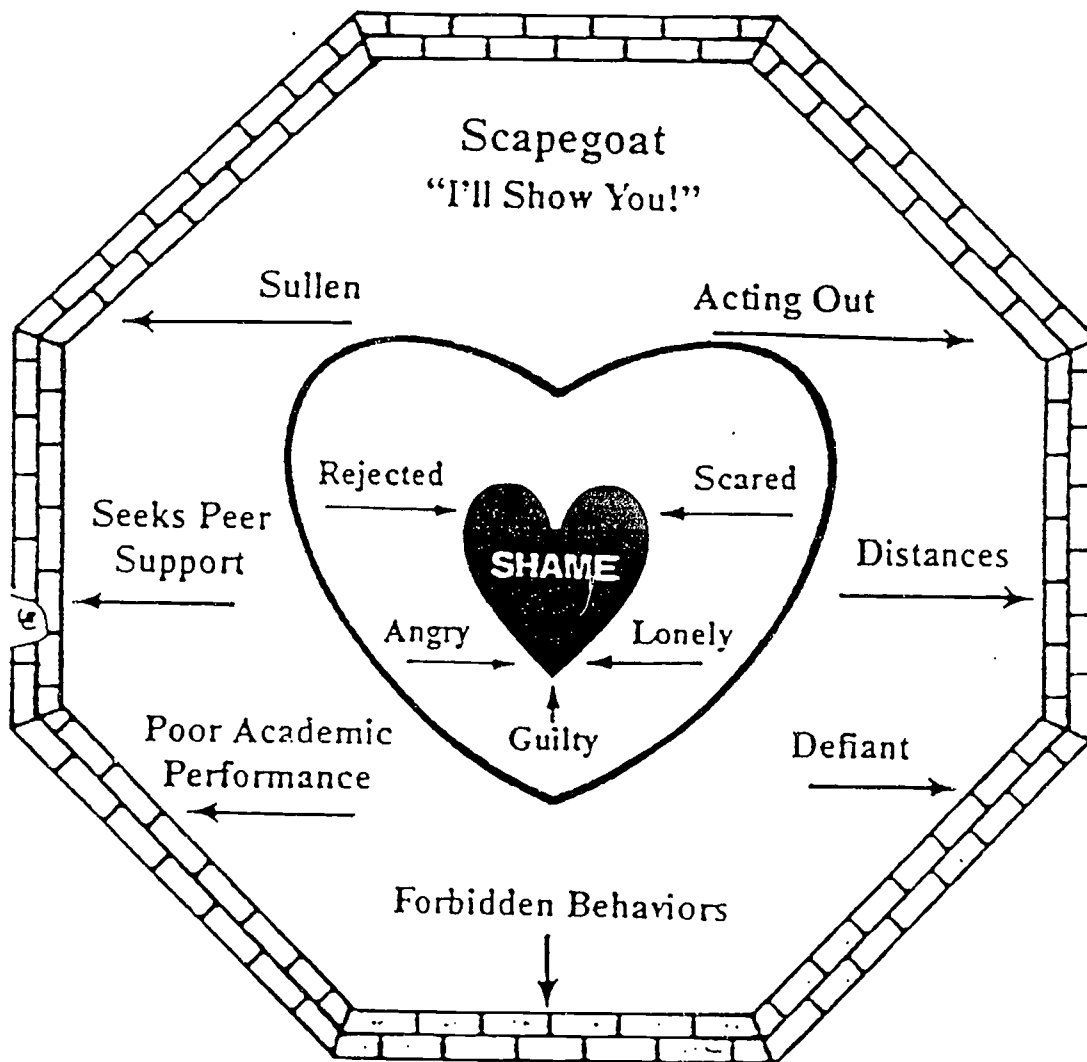 Scapegoat
“I’ll Show You!”
Sullen
Acting Out
Rejected
Scared
Seeks Peer
Support
SHAME
Distances
Angry
Lonely
Guilty
Poor Academic
Performance
Defiant
Forbidden Behaviors